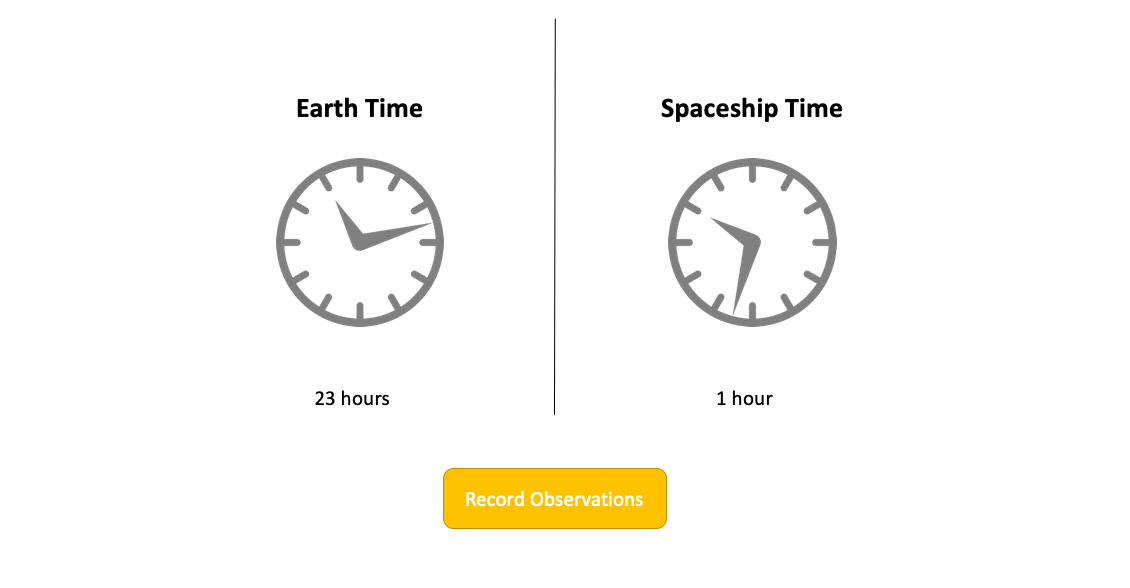 Earth Time
Spaceship Time
23 hours
1 hour
Record Observations